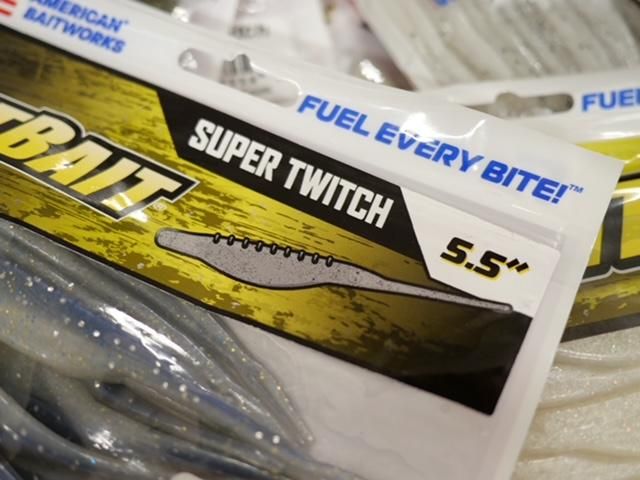 AMERICAN
BAITWORKS
FUEL EVERY BITE!™
FUEL
TBAIT®
SUPER TWITCH
5.5"